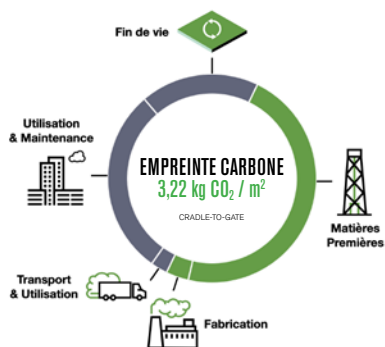 Fin de vie
Utilisation
& Maintenance
EMPREINTE CARBONE
3,22 kg CO₂ / m²
CRADLE-TO-GATE
Matières
Premières
Transport
& Utilisation
Fabrication